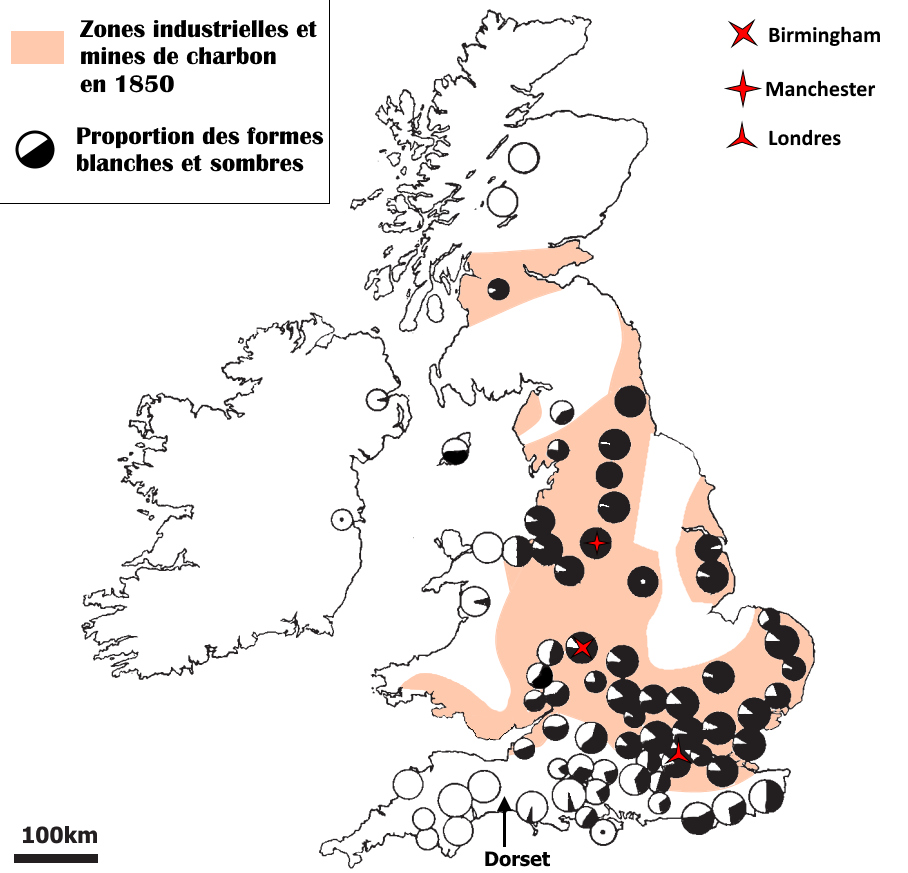 Zones industrielles et
mines de charbon
en 1850
Proportion des formes
blanches et sombres
Birmingham
Manchester
Londres
100km
Dorset